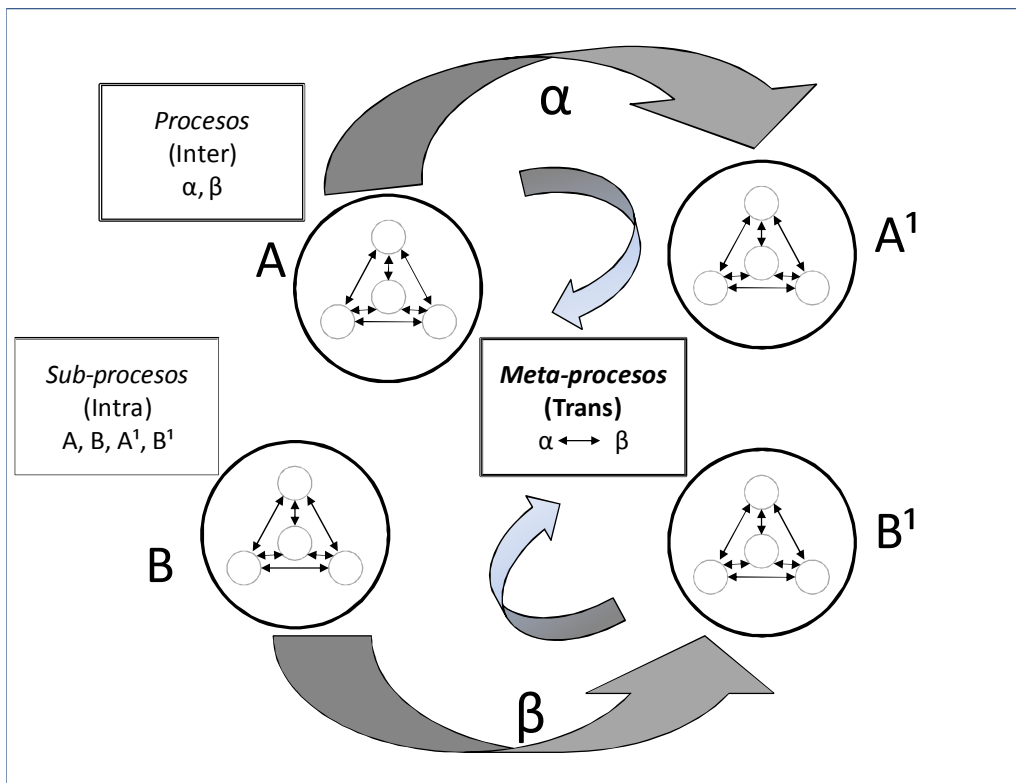 α
Procesos
(Inter)
α, β
A
A¹
Sub-procesos
(Intra)
A, B, A¹, B¹
Meta-procesos
(Trans)
α β
B
B¹
β